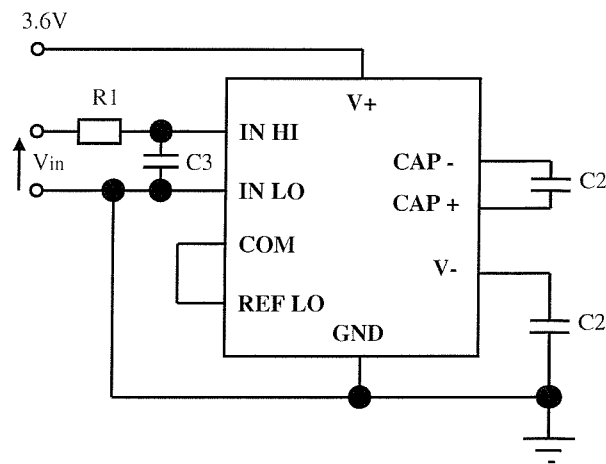 3.6V
V+
R1
IN HI
Vin
C3
CAP -
C2
IN LO
CAP +
COM
V-
REF LO
C2
GND